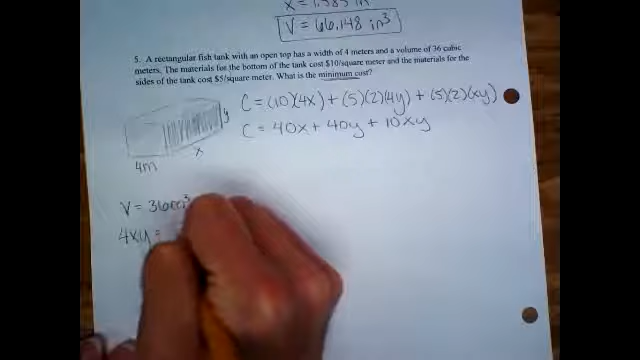 x = 1.385 in
V = 66.148 in³
5. A rectangular fish tank with an open top has a width of 4 meters and a volume of 36 cubic
meters. The materials for the bottom of the tank cost $10/square meter and the materials for the
sides of the tank cost $5/square meter. What is the minimum cost?
C = (10)(4x) + (5)(2)(4y) + (5)(2)(xy)
C = 40x + 40y + 10xy
y
x
4m
V = 36
4xy =